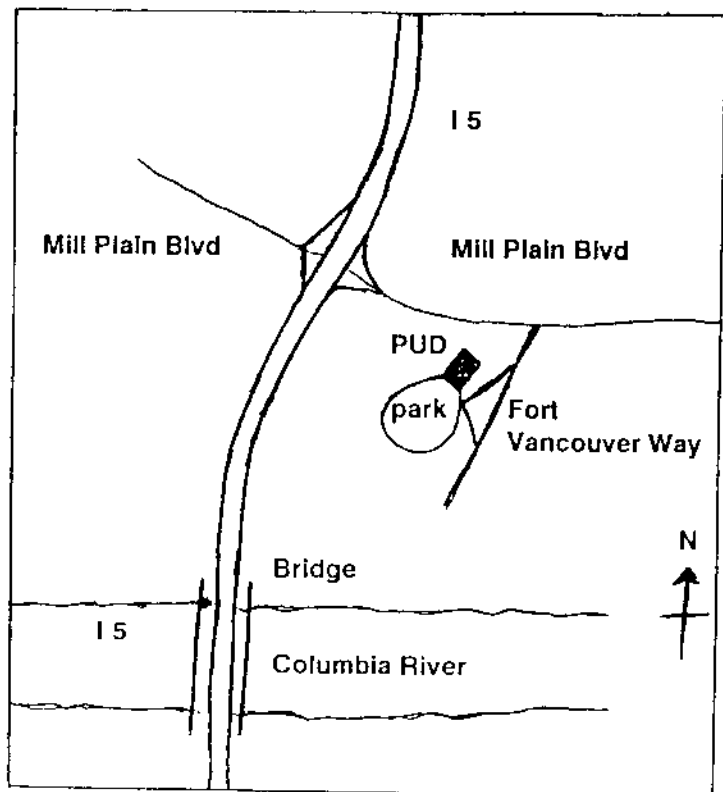 I 5
Mill Plain Blvd
Mill Plain Blvd
PUD
park
Fort
Vancouver Way
N
Bridge
I 5
Columbia River